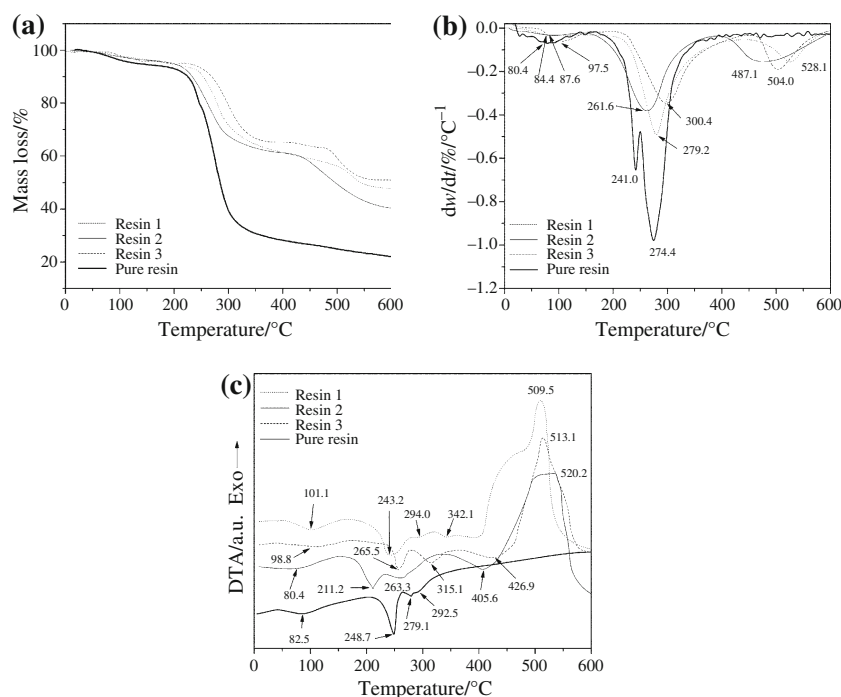 (a)
Mass loss/%
100
80
60
40
20
Resin 1
Resin 2
Resin 3
Pure resin
0 100 200 300 400 500 600
Temperature/°C
(b)
dw/dt/%/°C⁻¹
0.0
−0.2
−0.4
−0.6
−0.8
−1.0
−1.2
80.4
84.4
87.6
97.5
487.1
504.0
528.1
261.6
300.4
279.2
241.0
274.4
Resin 1
Resin 2
Resin 3
Pure resin
0 100 200 300 400 500 600
Temperature/°C
(c)
DTA/a.u. Exo
Resin 1
Resin 2
Resin 3
Pure resin
509.5
513.1
520.2
101.1
243.2
294.0
342.1
98.8
265.5
80.4
211.2
263.3
315.1
405.6
426.9
82.5
248.7
279.1
292.5
0 100 200 300 400 500 600
Temperature/°C